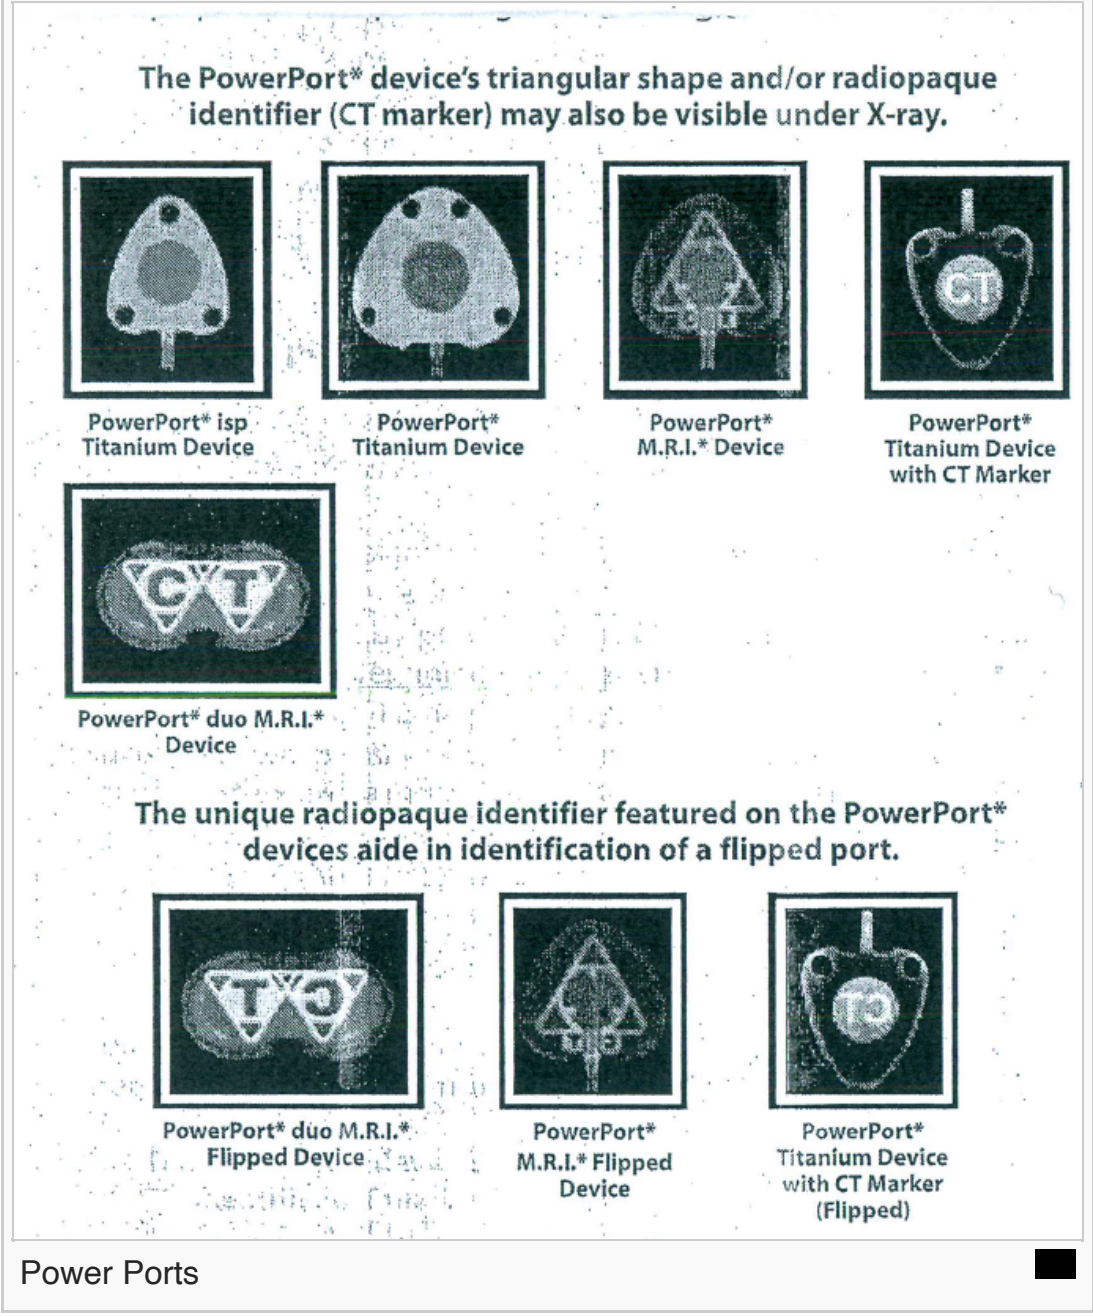 The PowerPort* device's triangular shape and/or radiopaque
identifier (CT marker) may also be visible under X-ray.
CT
PowerPort* isp
Titanium Device
PowerPort*
Titanium Device
PowerPort*
M.R.I.* Device
PowerPort*
Titanium Device
with CT Marker
CT
PowerPort* duo M.R.I.*
Device
The unique radiopaque identifier featured on the PowerPort*
devices aide in identification of a flipped port.
PowerPort* duo M.R.I.*
Flipped Device
PowerPort*
M.R.I.* Flipped
Device
PowerPort*
Titanium Device
with CT Marker
(Flipped)
Power Ports